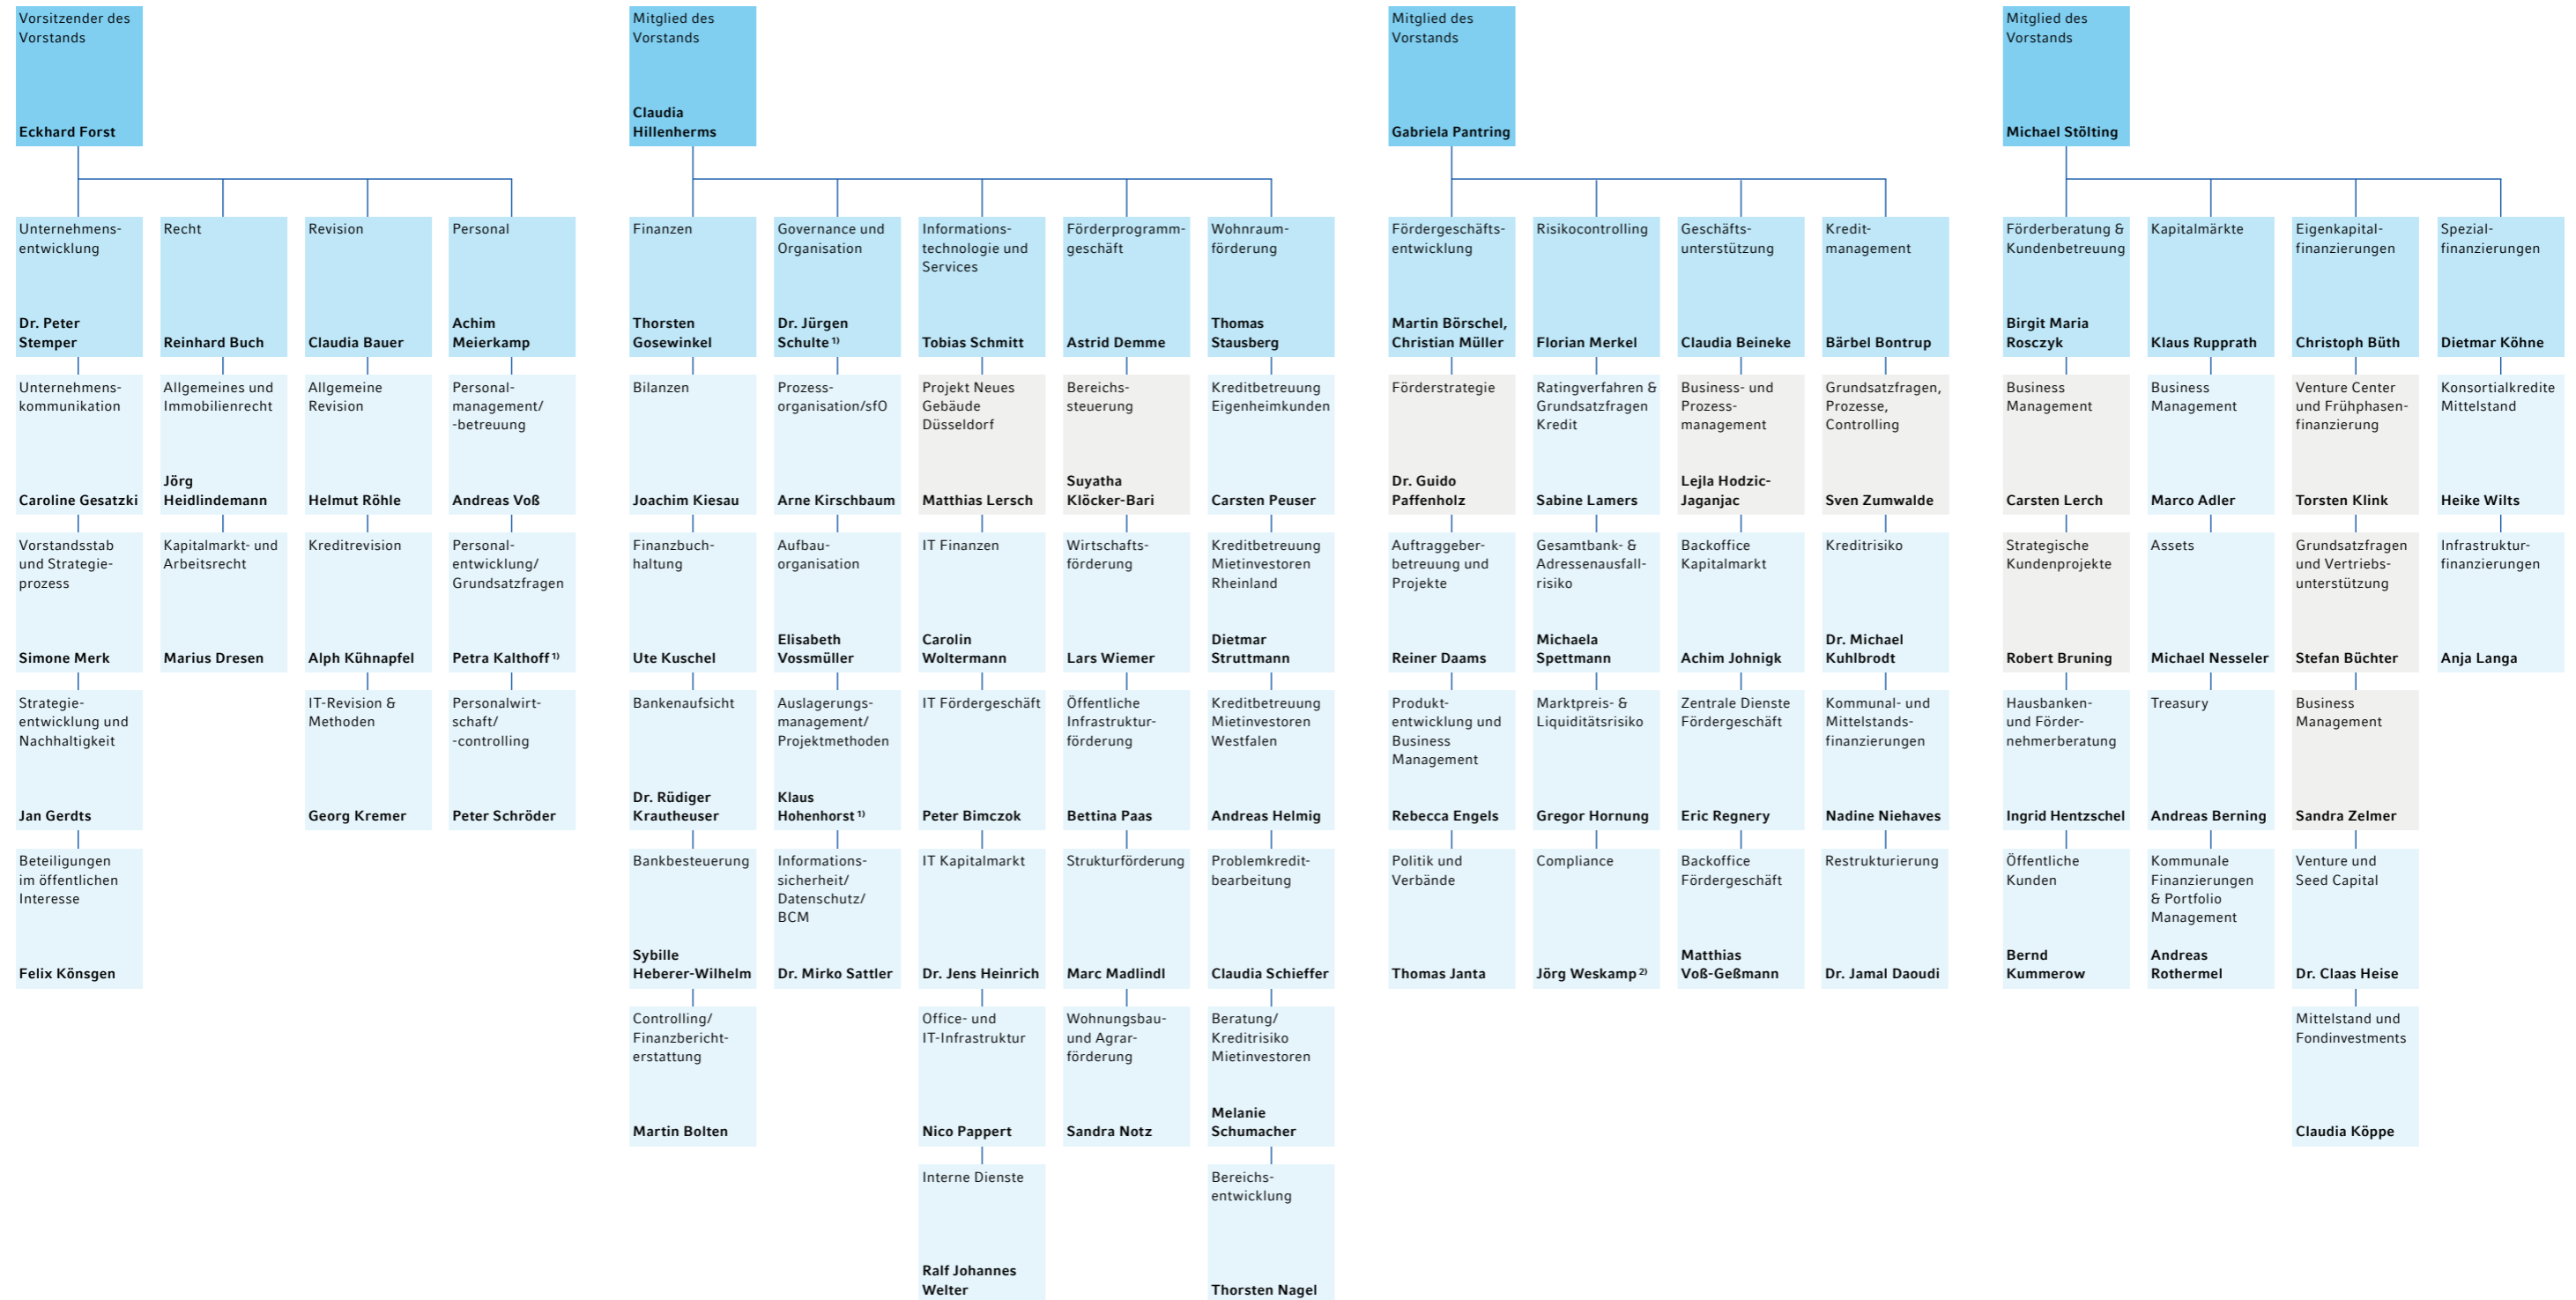 Vorsitzender des
Vorstands
Eckhard Forst
Mitglied des
Vorstands
Claudia
Hillenherms
Mitglied des
Vorstands
Gabriela Pantring
Mitglied des
Vorstands
Michael Stölting
Unternehmens-
entwicklung
Dr. Peter
Stemper
Recht
Reinhard Buch
Revision
Claudia Bauer
Personal
Achim
Meierkamp
Finanzen
Thorsten
Gosewinkel
Governance und
Organisation
Dr. Jürgen
Schulte 1)
Informations-
technologie und
Services
Tobias Schmitt
Förderprogramm-
geschäft
Astrid Demme
Wohnraum-
förderung
Thomas
Stausberg
Fördergeschäfts-
entwicklung
Martin Börschel,
Christian Müller
Risikocontrolling
Florian Merkel
Geschäfts-
unterstützung
Claudia Beineke
Kredit-
management
Bärbel Bontrup
Förderberatung &
Kundenbetreuung
Birgit Maria
Rosczyk
Kapitalmärkte
Klaus Rupprath
Eigenkapital-
finanzierungen
Christoph Büth
Spezial-
finanzierungen
Dietmar Köhne
Unternehmens-
kommunikation
Caroline Gesatzki
Allgemeines und
Immobilienrecht
Jörg
Heidlindemann
Allgemeine
Revision
Helmut Röhle
Personal-
management/
-betreuung
Andreas Voß
Bilanzen
Joachim Kiesau
Prozess-
organisation/sfO
Arne Kirschbaum
Projekt Neues
Gebäude
Düsseldorf
Matthias Lersch
Bereichs-
steuerung
Suyatha
Klöcker-Bari
Kreditbetreuung
Eigenheimkunden
Carsten Peuser
Förderstrategie
Dr. Guido
Paffenholz
Ratingverfahren &
Grundsatzfragen
Kredit
Sabine Lamers
Business- und
Prozess-
management
Lejla Hodzic-
Jaganjac
Grundsatzfragen,
Prozesse,
Controlling
Sven Zumwalde
Business
Management
Carsten Lerch
Business
Management
Marco Adler
Venture Center
und Frühphasen-
finanzierung
Torsten Klink
Konsortialkredite
Mittelstand
Heike Wilts
Vorstandsstab
und Strategie-
prozess
Simone Merk
Kapitalmarkt- und
Arbeitsrecht
Marius Dresen
Kreditrevision
Alph Kühnapfel
Personal-
entwicklung/
Grundsatzfragen
Petra Kalthoff 1)
Finanzbuch-
haltung
Ute Kuschel
Aufbau-
organisation
Elisabeth
Vossmüller
IT Finanzen
Carolin
Woltermann
Wirtschafts-
förderung
Lars Wiemer
Kreditbetreuung
Mietinvestoren
Rheinland
Dietmar
Struttmann
Auftraggeber-
betreuung und
Projekte
Reiner Daams
Gesamtbank- &
Adressenausfall-
risiko
Michaela
Spettmann
Backoffice
Kapitalmarkt
Achim Johnigk
Kreditrisiko
Dr. Michael
Kuhlbrodt
Strategische
Kundenprojekte
Robert Bruning
Assets
Michael Nesseler
Grundsatzfragen
und Vertriebs-
unterstützung
Stefan Büchter
Infrastruktur-
finanzierungen
Anja Langa
Strategie-
entwicklung und
Nachhaltigkeit
Jan Gerdts
IT-Revision &
Methoden
Georg Kremer
Personalwirt-
schaft/
-controlling
Peter Schröder
Bankenaufsicht
Dr. Rüdiger
Krautheuser
Auslagerungs-
management/
Projektmethoden
Klaus
Hohenhorst 1)
IT Fördergeschäft
Peter Bimczok
Öffentliche
Infrastruktur-
förderung
Bettina Paas
Kreditbetreuung
Mietinvestoren
Westfalen
Andreas Helmig
Produkt-
entwicklung und
Business
Management
Rebecca Engels
Marktpreis- &
Liquiditätsrisiko
Gregor Hornung
Zentrale Dienste
Fördergeschäft
Eric Regnery
Kommunal- und
Mittelstands-
finanzierungen
Nadine Niehaves
Hausbanken-
und Förder-
nehmerberatung
Ingrid Hentzschel
Treasury
Andreas Berning
Business
Management
Sandra Zelmer
Beteiligungen
im öffentlichen
Interesse
Felix Könsgen
Bankbesteuerung
Sybille
Heberer-Wilhelm
Informations-
sicherheit/
Datenschutz/
BCM
Dr. Mirko Sattler
IT Kapitalmarkt
Dr. Jens Heinrich
Strukturförderung
Marc Madlindl
Problemkredit-
bearbeitung
Claudia Schieffer
Politik und
Verbände
Thomas Janta
Compliance
Jörg Weskamp 2)
Backoffice
Fördergeschäft
Matthias
Voß-Geßmann
Restrukturierung
Dr. Jamal Daoudi
Öffentliche
Kunden
Bernd
Kummerow
Kommunale
Finanzierungen
& Portfolio
Management
Andreas
Rothermel
Venture und
Seed Capital
Dr. Claas Heise
Controlling/
Finanzbericht-
erstattung
Martin Bolten
Office- und
IT-Infrastruktur
Nico Pappert
Wohnungsbau-
und Agrar-
förderung
Sandra Notz
Beratung/
Kreditrisiko
Mietinvestoren
Melanie
Schumacher
Mittelstand und
Fondinvestments
Claudia Köppe
Interne Dienste
Ralf Johannes
Welter
Bereichs-
entwicklung
Thorsten Nagel